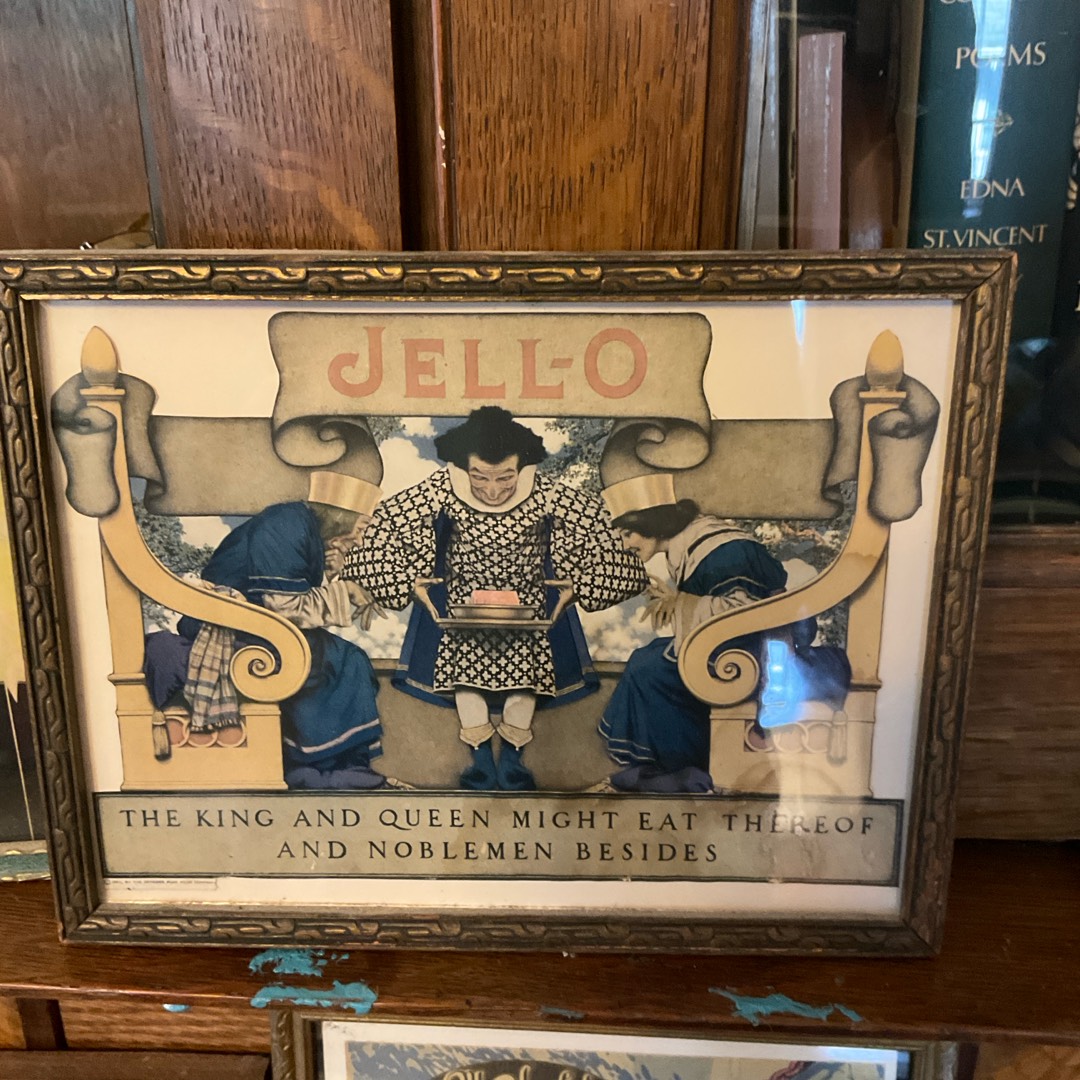 POEMS
EDNA
ST. VINCENT
JELL-O
THE KING AND QUEEN MIGHT EAT THEREOF
AND NOBLEMEN BESIDES